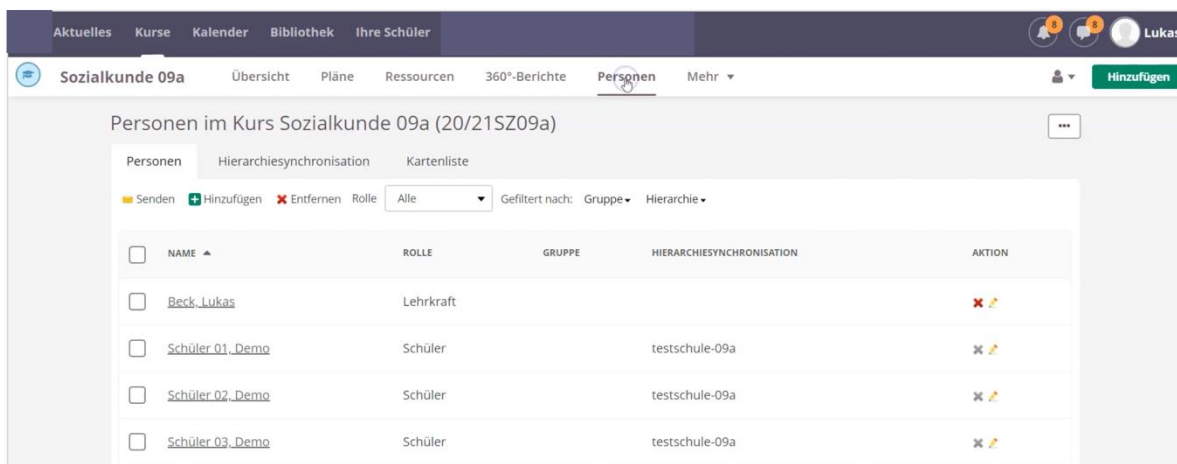 Aktuelles Kurse Kalender Bibliothek Ihre Schüler 8 8 Lukas
Sozialkunde 09a Übersicht Pläne Ressourcen 360°-Berichte Personen Mehr Hinzufügen
Personen im Kurs Sozialkunde 09a (20/21SZ09a)
Personen Hierarchiesynchronisation Kartenliste
Senden Hinzufügen Entfernen Rolle Alle Gefiltert nach: Gruppe Hierarchie
NAME ROLLE GRUPPE HIERARCHIESYNCHRONISATION AKTION
Beck, Lukas Lehrkraft
Schüler 01, Demo Schüler testschule-09a
Schüler 02, Demo Schüler testschule-09a
Schüler 03, Demo Schüler testschule-09a